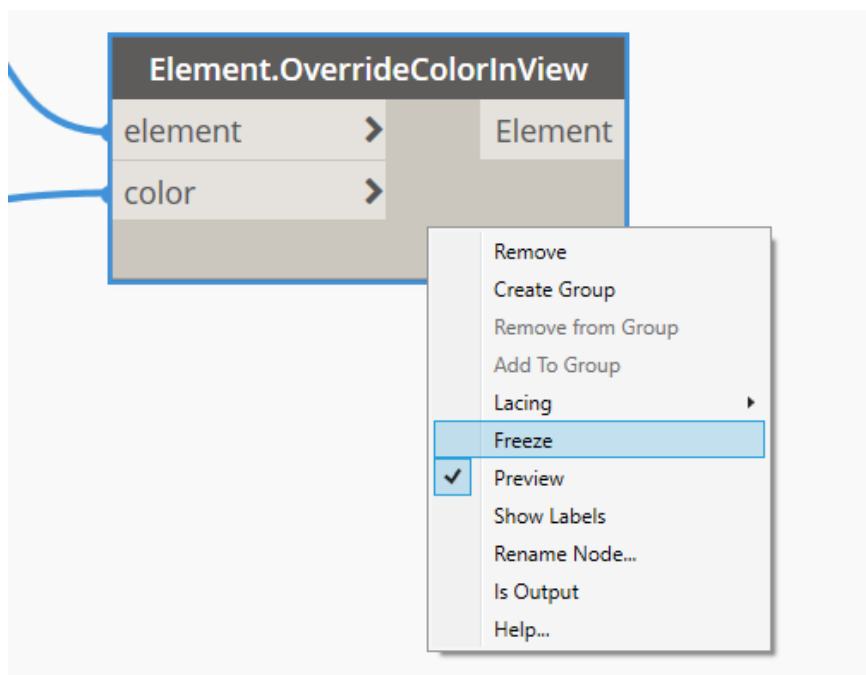 Element.OverrideColorInView
element
Element
color
Remove
Create Group
Remove from Group
Add To Group
Lacing
Freeze
Preview
Show Labels
Rename Node...
Is Output
Help...